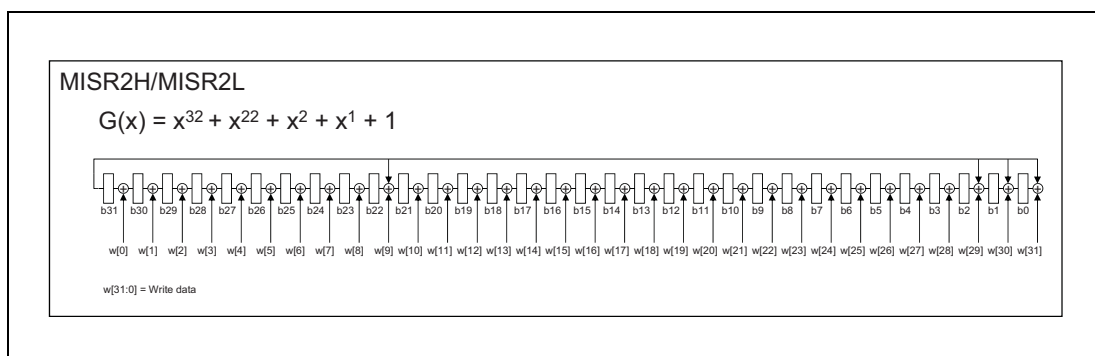 MISR2H/MISR2L
G(x) = x³² + x²² + x² + x¹ + 1
b31 b30 b29 b28 b27 b26 b25 b24 b23 b22 b21 b20 b19 b18 b17 b16 b15 b14 b13 b12 b11 b10 b9 b8 b7 b6 b5 b4 b3 b2 b1 b0
w[0] w[1] w[2] w[3] w[4] w[5] w[6] w[7] w[8] w[9] w[10] w[11] w[12] w[13] w[14] w[15] w[16] w[17] w[18] w[19] w[20] w[21] w[22] w[23] w[24] w[25] w[26] w[27] w[28] w[29] w[30] w[31]
w[31:0] = Write data